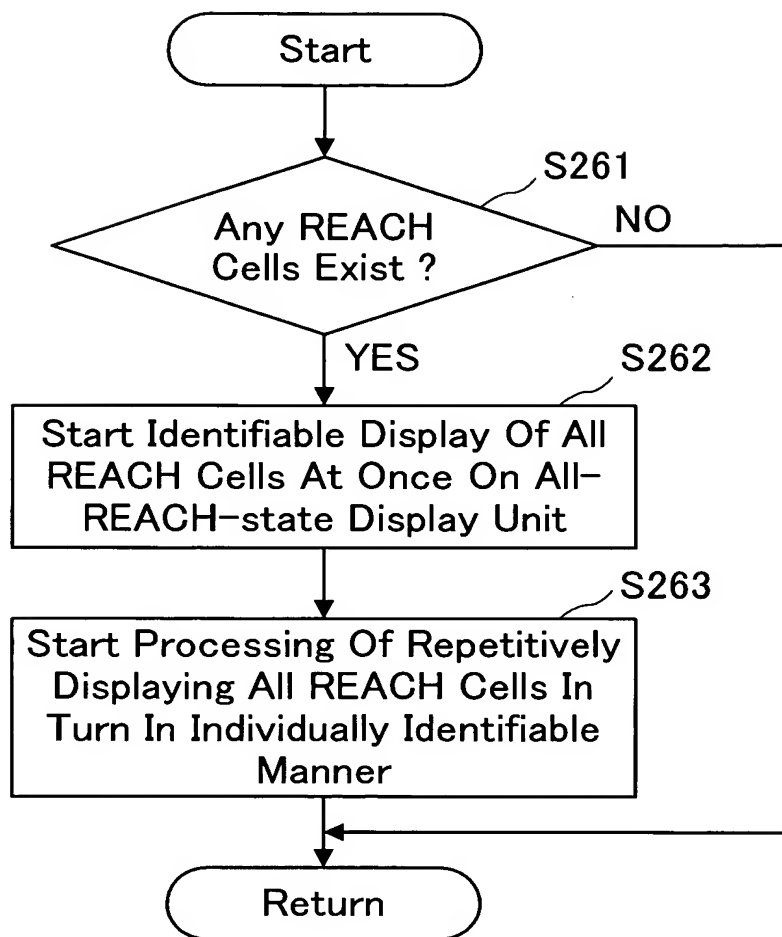 Start
S261
Any REACH
Cells Exist ?
NO
YES
S262
Start Identifiable Display Of All
REACH Cells At Once On All-
REACH-state Display Unit
S263
Start Processing Of Repetitively
Displaying All REACH Cells In
Turn In Individually Identifiable
Manner
Return